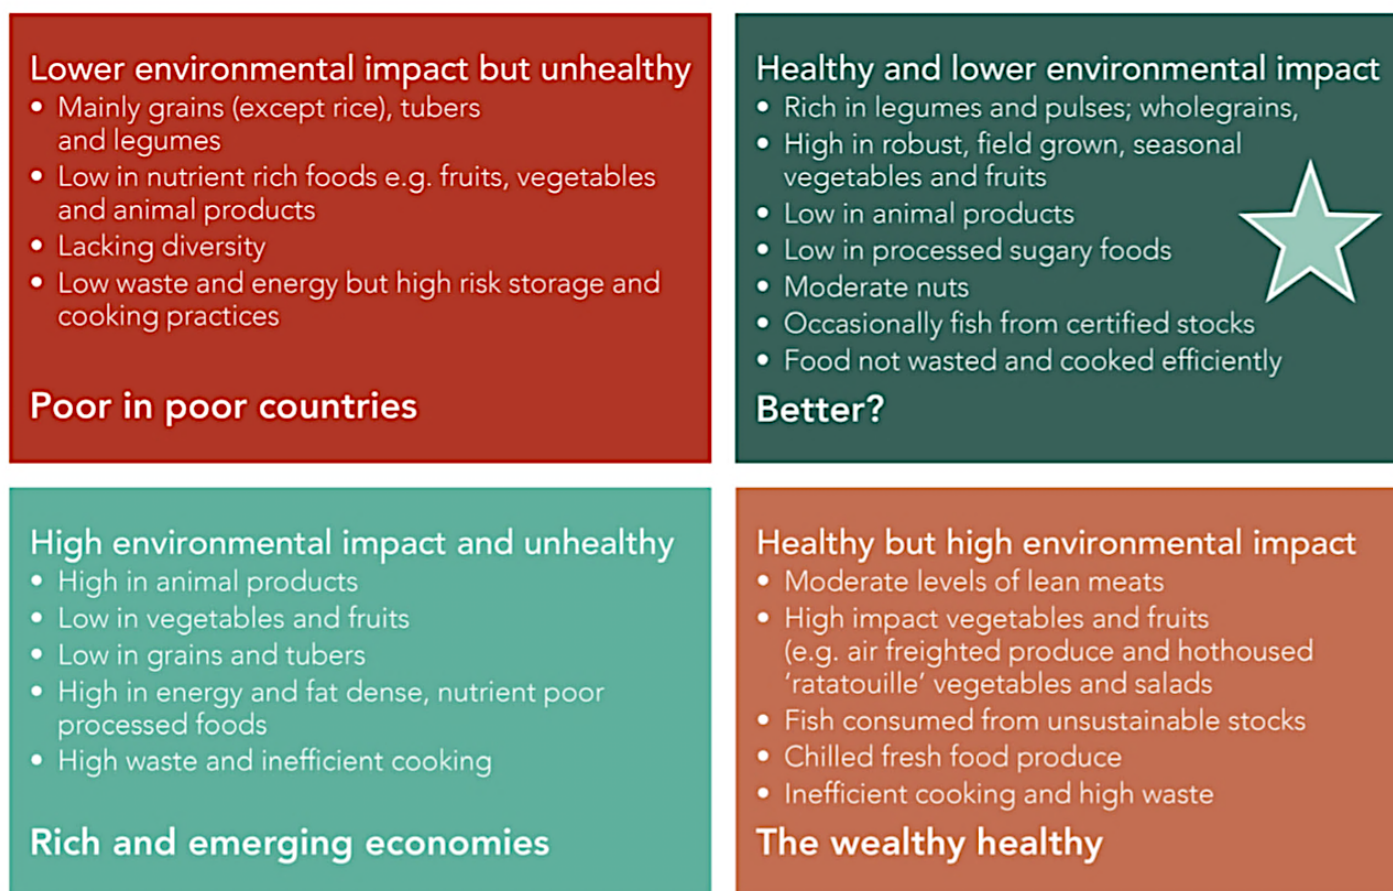 Lower environmental impact but unhealthy
• Mainly grains (except rice), tubers
and legumes
• Low in nutrient rich foods e.g. fruits, vegetables
and animal products
• Lacking diversity
• Low waste and energy but high risk storage and
cooking practices
Poor in poor countries
Healthy and lower environmental impact
• Rich in legumes and pulses; wholegrains,
• High in robust, field grown, seasonal
vegetables and fruits
• Low in animal products
• Low in processed sugary foods
• Moderate nuts
• Occasionally fish from certified stocks
• Food not wasted and cooked efficiently
Better?
High environmental impact and unhealthy
• High in animal products
• Low in vegetables and fruits
• Low in grains and tubers
• High in energy and fat dense, nutrient poor
processed foods
• High waste and inefficient cooking
Rich and emerging economies
Healthy but high environmental impact
• Moderate levels of lean meats
• High impact vegetables and fruits
(e.g. air freighted produce and hothoused
‘ratatouille’ vegetables and salads
• Fish consumed from unsustainable stocks
• Chilled fresh food produce
• Inefficient cooking and high waste
The wealthy healthy